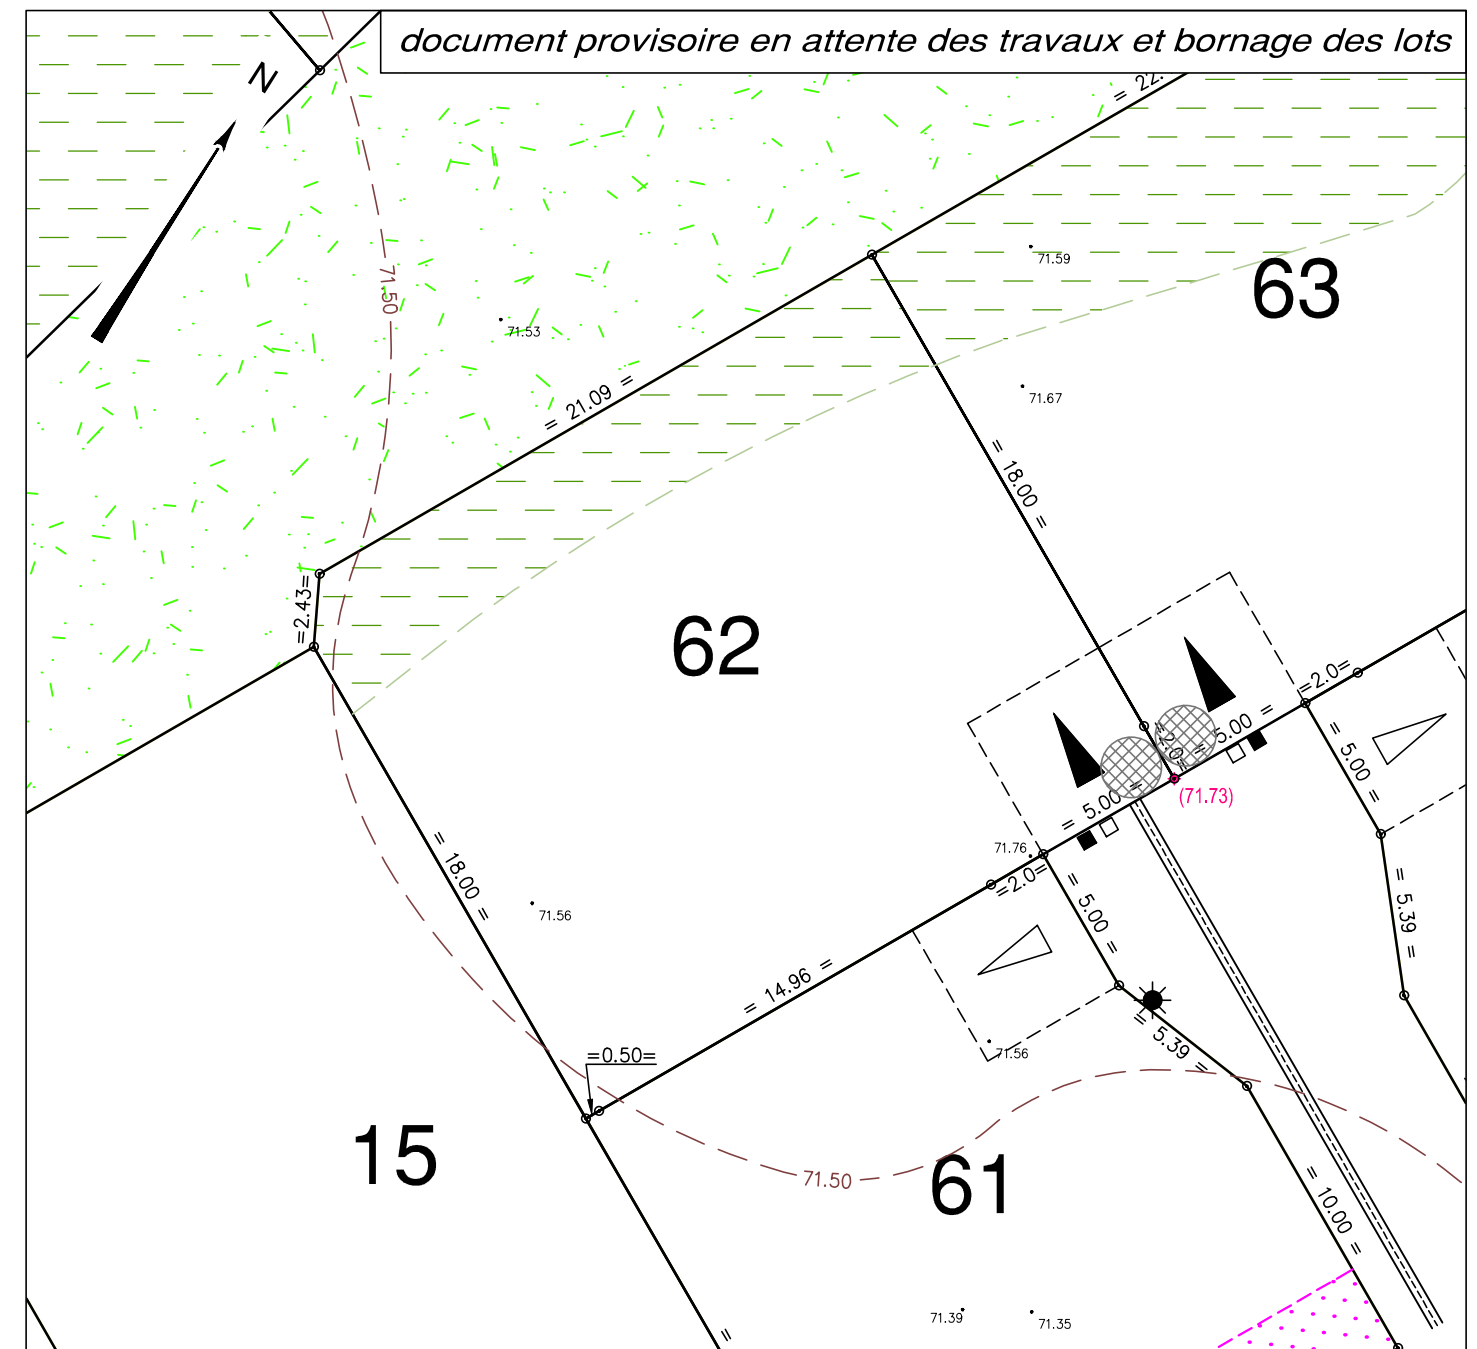 document provisoire en attente des travaux et bornage des lots
N
= 22.
71.50
71.59
63
71.53
71.67
= 21.09 =
= 18.00 =
=2.43=
62
=2.0=
=2.0=
= 5.00 =
= 5.00 =
(71.73)
= 5.00 =
71.76
=2.0=
= 18.00 =
71.56
= 5.00 =
= 5.39 =
= 14.96 =
71.56
= 5.39 =
=0.50=
15
71.50
61
= 10.00 =
71.39
71.35
=